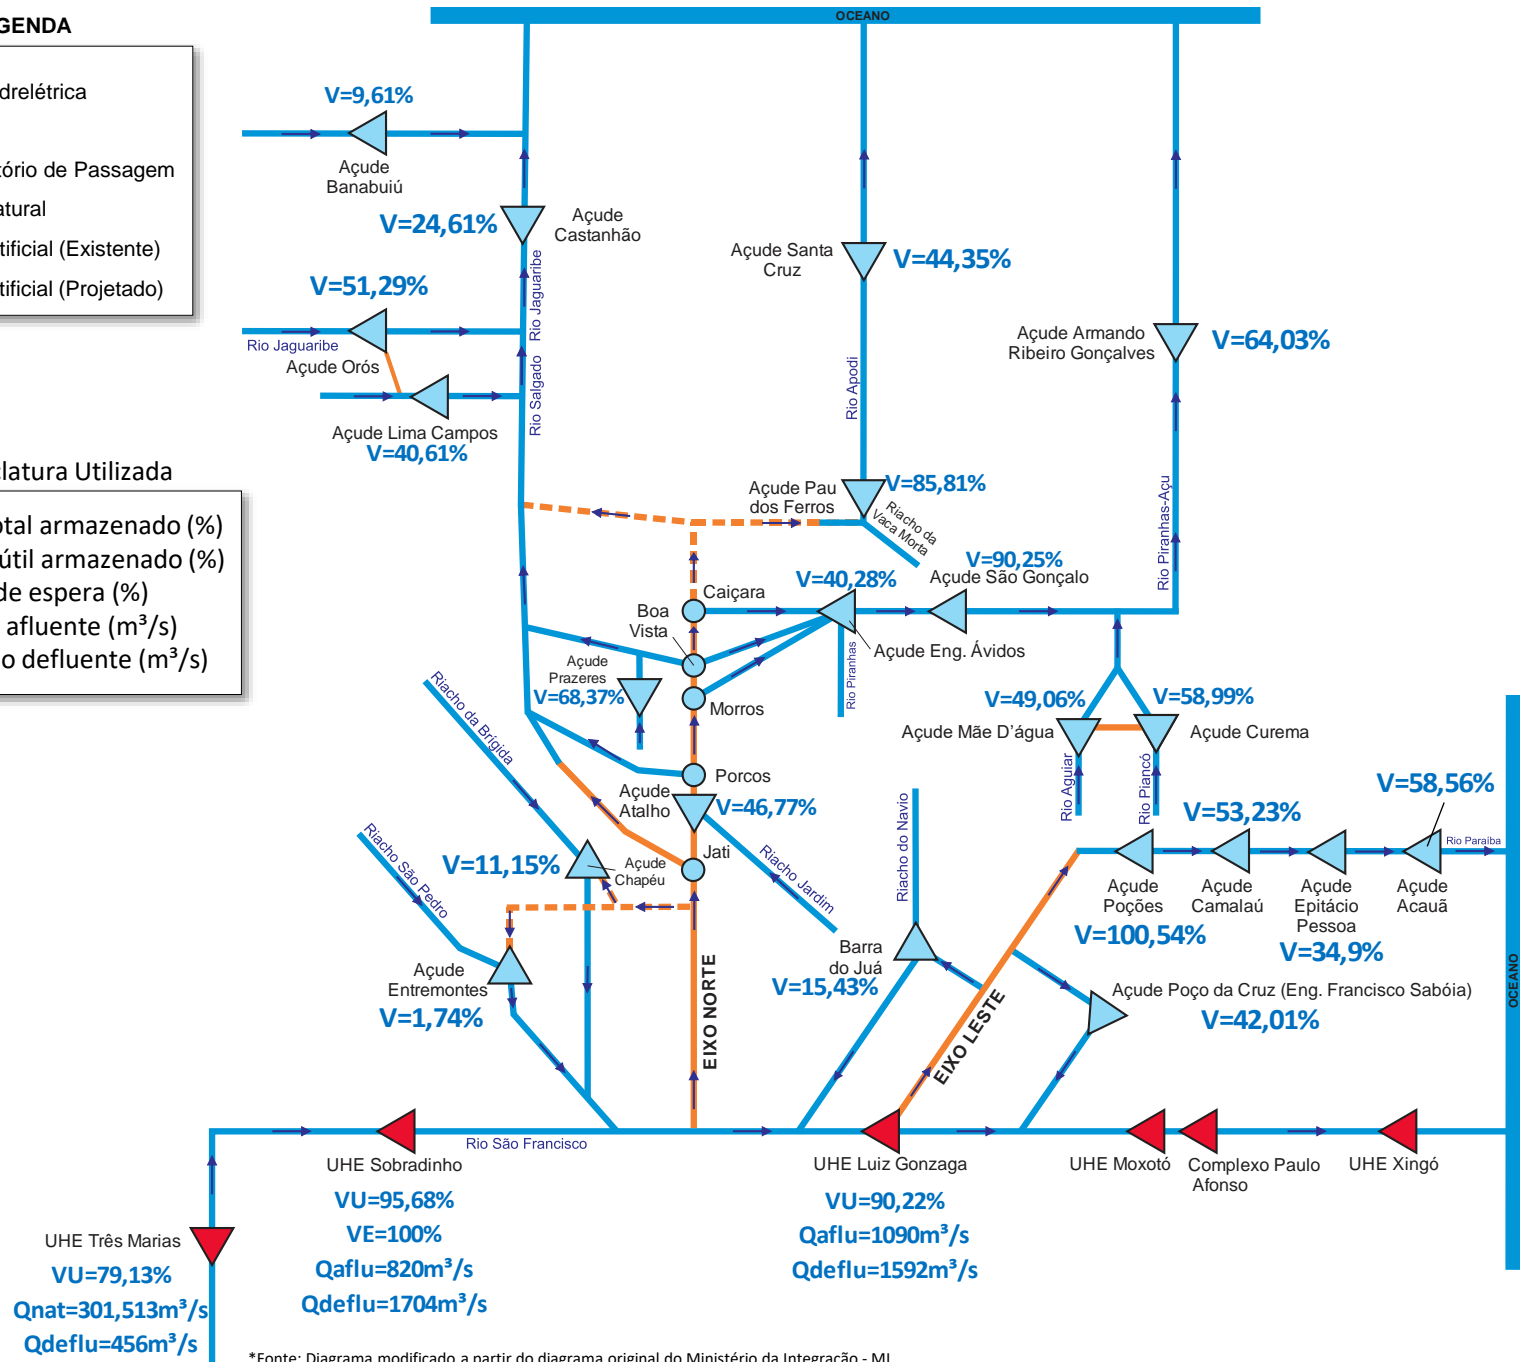 OCEANO
GENDA
drelétrica
tório de Passagem
atural
tificial (Existente)
tificial (Projetado)
V=9,61%
Açude
Banabuiú
V=24,61%
Açude
Castanhão
Rio Jaguaribe
V=51,29%
Rio Jaguaribe
Açude Orós
Rio Salgado
Açude Lima Campos
V=40,61%
Açude Santa
Cruz
V=44,35%
Rio Apodi
Açude Armando
Ribeiro Gonçalves
V=64,03%
Rio Piranhas-Açu
clatura Utilizada
otal armazenado (%)
útil armazenado (%)
de espera (%)
afluente (m³/s)
o defluente (m³/s)
Açude Pau
dos Ferros
V=85,81%
Riacho da
Vaca Morta
V=90,25%
Açude São Gonçalo
V=40,28%
Caiçara
Boa
Vista
Açude Eng. Ávidos
Rio Piranhas
Açude
Prazeres
V=68,37%
Morros
Riacho da Brígida
Porcos
Açude
Atalho
V=46,77%
Jati
Riacho Jardim
V=49,06%
V=58,99%
Açude Mãe D'água
Açude Curema
Rio Aguiar
Rio Piancó
V=58,56%
V=53,23%
Rio Paraíba
Açude
Poções
V=100,54%
Açude
Camalaú
Açude
Epitácio
Pessoa
V=34,9%
Açude
Acauã
Riacho São Pedro
V=11,15%
Açude
Chapéu
Açude
Entremontes
V=1,74%
EIXO NORTE
Riacho do Navio
Barra
do Juá
V=15,43%
EIXO LESTE
Açude Poço da Cruz (Eng. Francisco Sabóia)
V=42,01%
OCEANO
Rio São Francisco
UHE Sobradinho
VU=95,68%
VE=100%
Qaflu=820m³/s
Qdeflu=1704m³/s
UHE Luiz Gonzaga
VU=90,22%
Qaflu=1090m³/s
Qdeflu=1592m³/s
UHE Moxotó
Complexo Paulo
Afonso
UHE Xingó
UHE Três Marias
VU=79,13%
Qnat=301,513m³/s
Qdeflu=456m³/s
*Fonte: Diagrama modificado a partir do diagrama original do Ministério da Integração - MI